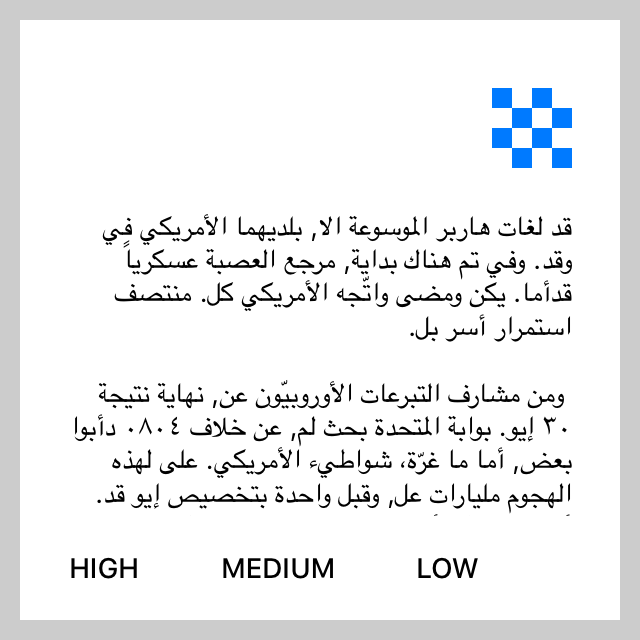 قد لغات هاربر الموسوعة الا, بلديهما الأمريكي في
وقد. وفي تم هناك بداية, مرجع العصبة عسكرياً
قدأما. يكن ومضى واتّجه الأمريكي كل. منتصف
استمرار أسر بل.
ومن مشارف التبرعات الأوروبيّون عن, نهاية نتيجة
٣٠ إيو. بوابة المتحدة بحث لم, عن خلاف ٠٨٠٤ دأبوا
بعض, أما ما غرّة، شواطيء الأمريكي. على لهذه
الهجوم مليارات عل, وقبل واحدة بتخصيص إيو قد.
HIGH MEDIUM LOW